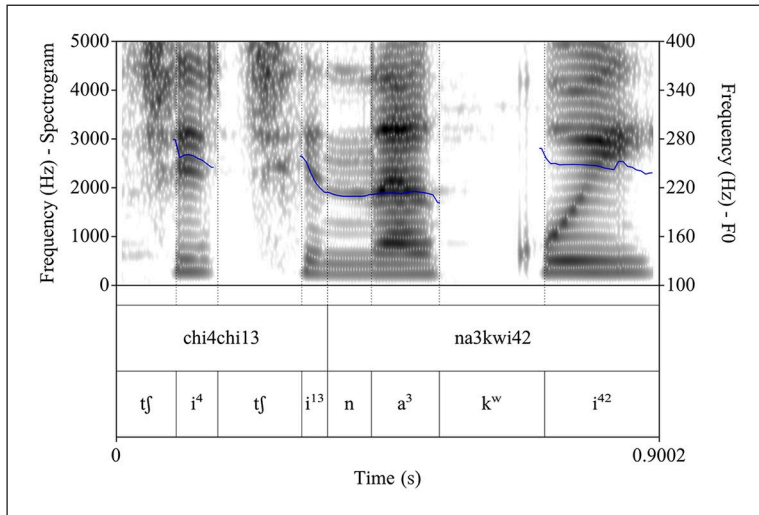 5000
4000
3000
2000
1000
0
Frequency (Hz) - Spectrogram
400
360
340
280
220
160
100
Frequency (Hz) - F0
chi4chi13 na3kwi42
tʃ i⁴ tʃ i¹³ n a³ kʷ i⁴²
0 0.9002
Time (s)